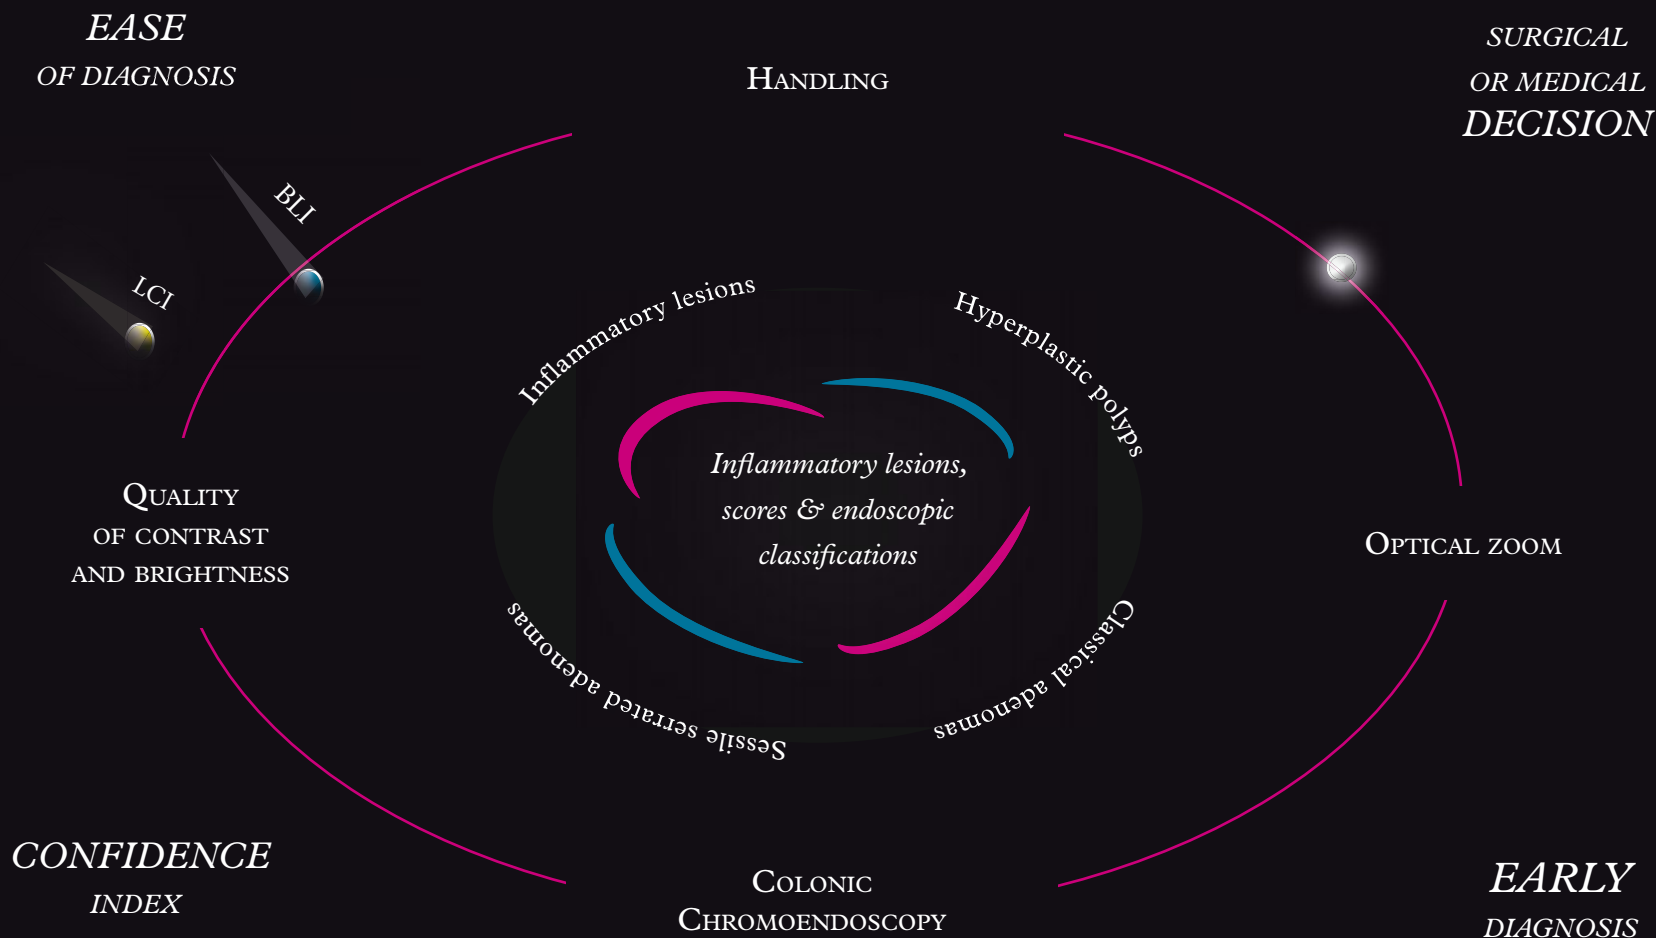 EASE
OF DIAGNOSIS
HANDLING
SURGICAL
OR MEDICAL
DECISION
BLI
LCI
Inflammatory lesions
Hyperplastic polyps
Inflammatory lesions,
scores & endoscopic
classifications
QUALITY
OF CONTRAST
AND BRIGHTNESS
OPTICAL ZOOM
Sessile serrated adenomas
Classical adenomas
CONFIDENCE
INDEX
COLONIC
CHROMOENDOSCOPY
EARLY
DIAGNOSIS